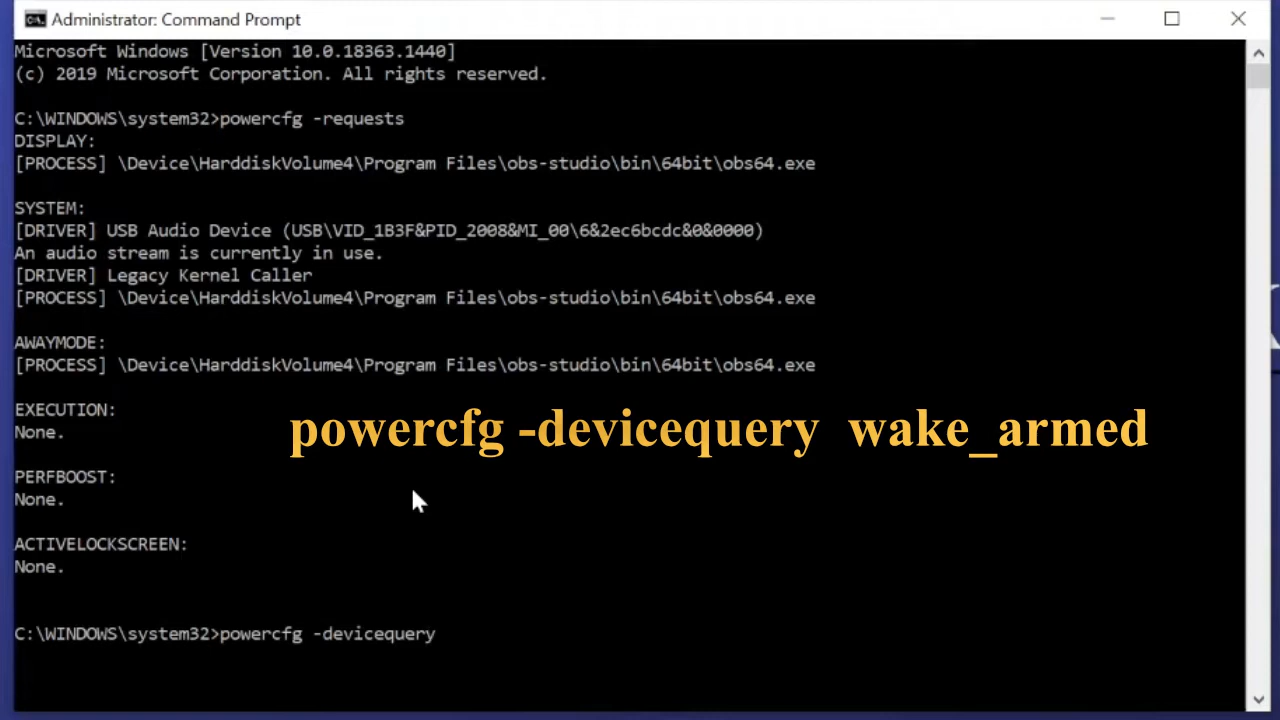 Administrator: Command Prompt
Microsoft Windows [Version 10.0.18363.1440]
(c) 2019 Microsoft Corporation. All rights reserved.
C:\WINDOWS\system32>powercfg -requests
DISPLAY:
[PROCESS] \Device\HarddiskVolume4\Program Files\obs-studio\bin\64bit\obs64.exe
SYSTEM:
[DRIVER] USB Audio Device (USB\VID_1B3F&PID_2008&MI_00\6&2ec6bcdc&0&0000)
An audio stream is currently in use.
[DRIVER] Legacy Kernel Caller
[PROCESS] \Device\HarddiskVolume4\Program Files\obs-studio\bin\64bit\obs64.exe
AWAYMODE:
[PROCESS] \Device\HarddiskVolume4\Program Files\obs-studio\bin\64bit\obs64.exe
EXECUTION:
None.
powercfg -devicequery  wake_armed
PERFBOOST:
None.
ACTIVELOCKSCREEN:
None.
C:\WINDOWS\system32>powercfg -devicequery